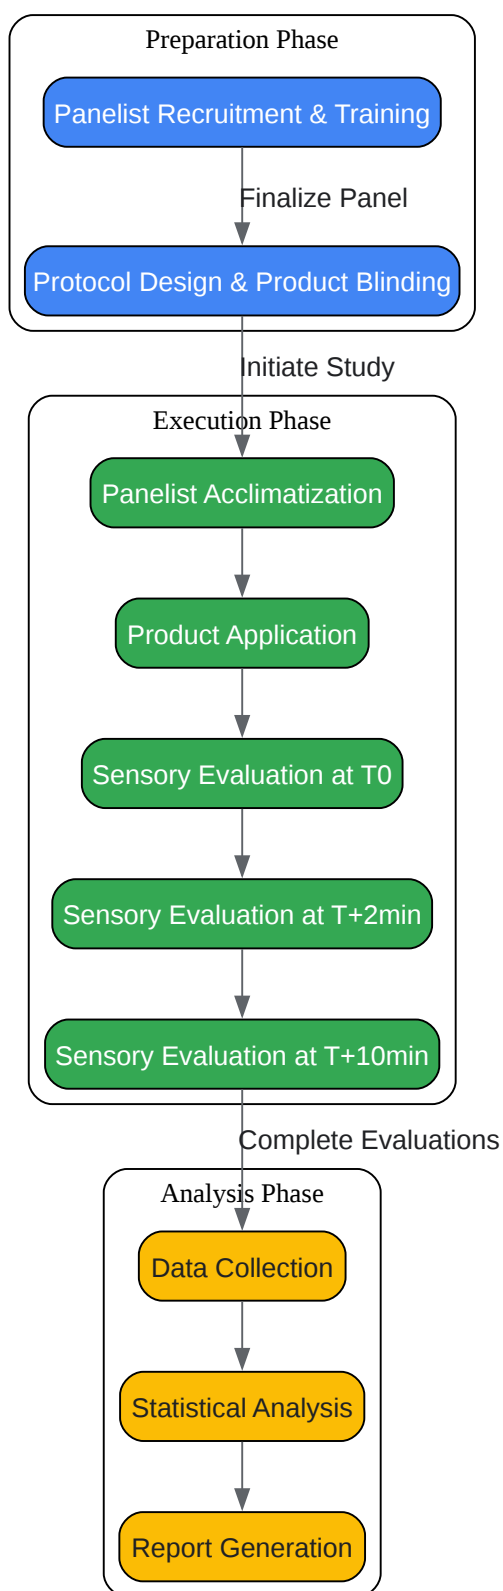 Preparation Phase
Panelist Recruitment & Training
Finalize Panel
Protocol Design & Product Blinding
Initiate Study
Execution Phase
Panelist Acclimatization
Product Application
Sensory Evaluation at T0
Sensory Evaluation at T+2min
Sensory Evaluation at T+10min
Complete Evaluations
Analysis Phase
Data Collection
Statistical Analysis
Report Generation